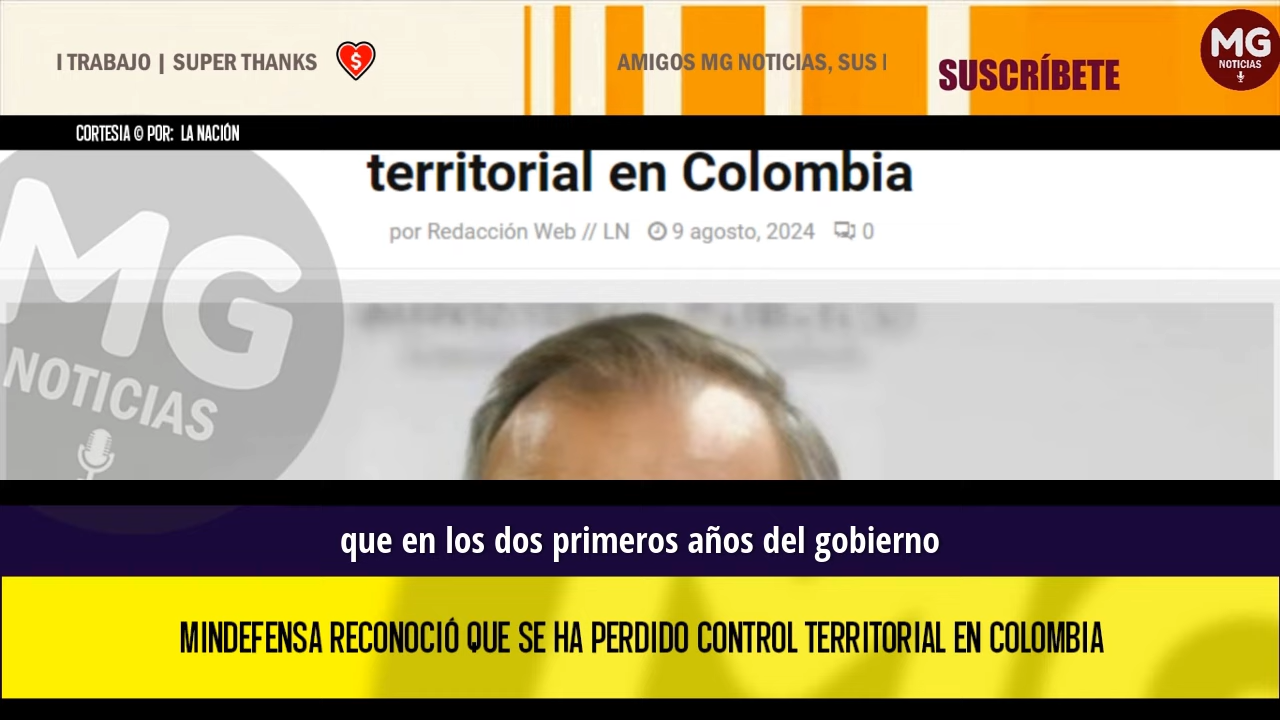 I TRABAJO | SUPER THANKS
AMIGOS MG NOTICIAS, SUS
SUSCRÍBETE
MG
NOTICIAS
CORTESIA © POR: LA NACIÓN
territorial en Colombia
por Redacción Web // LN 9 agosto, 2024 0
MG
NOTICIAS
que en los dos primeros años del gobierno
MINDEFENSA RECONOCIÓ QUE SE HA PERDIDO CONTROL TERRITORIAL EN COLOMBIA